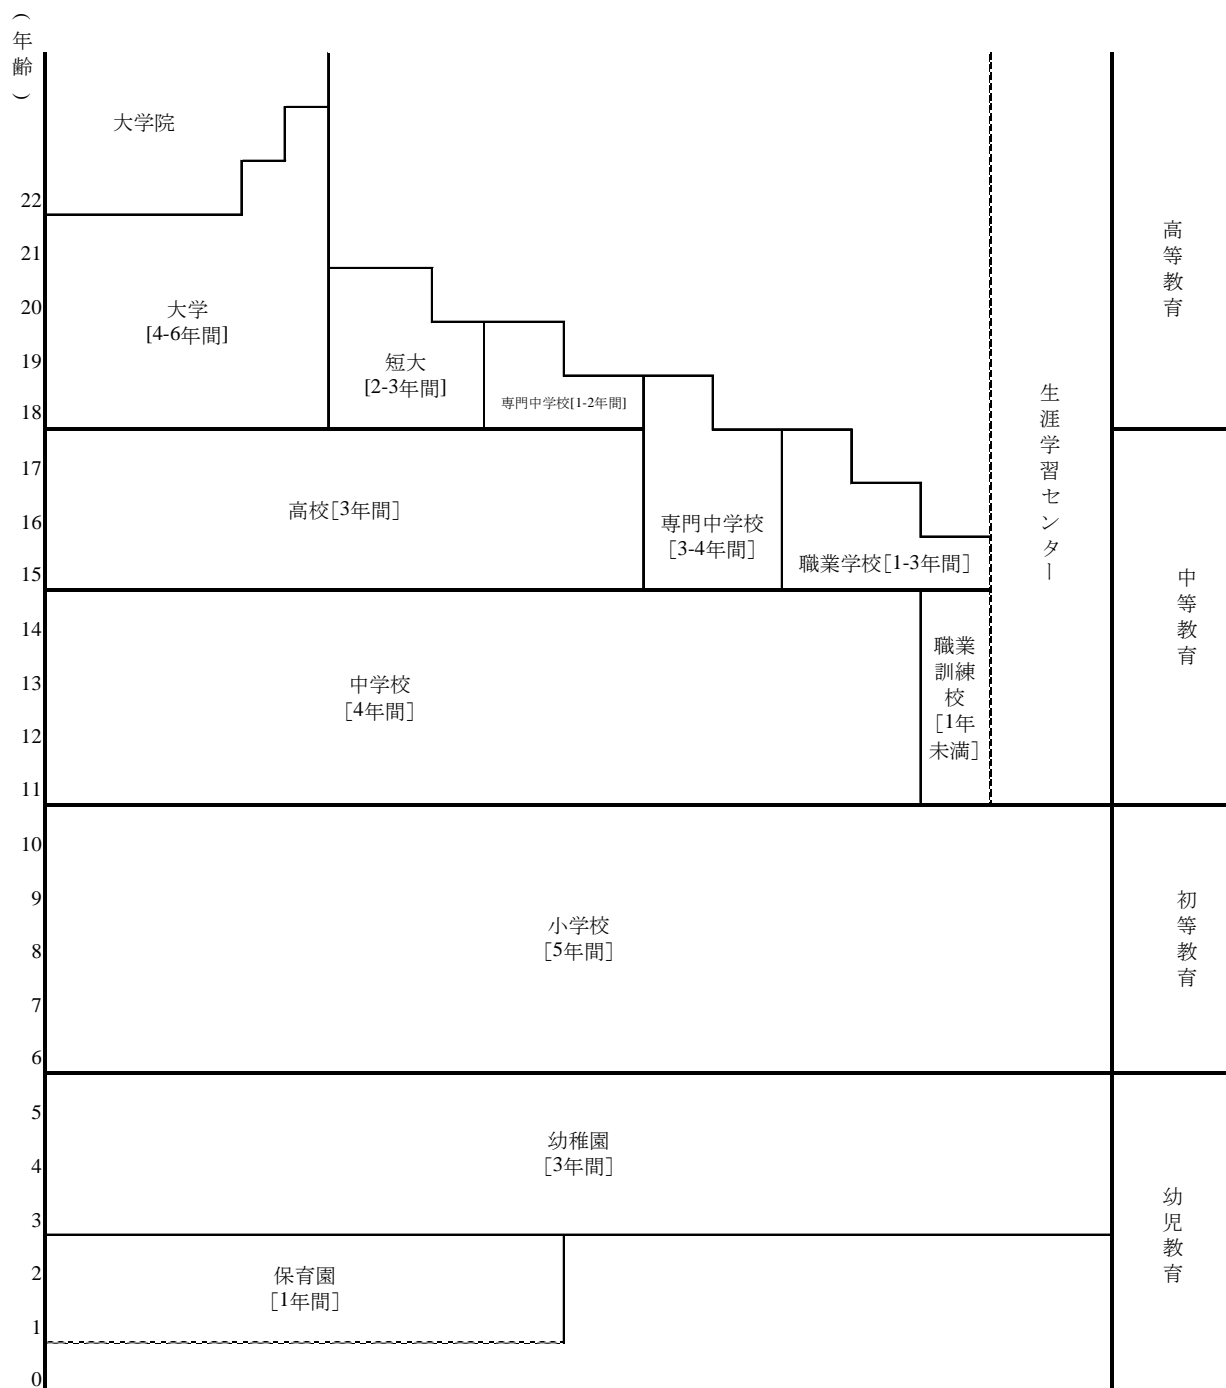 （年齢）
大学院
22
21
20
19
18
17
16
15
14
13
12
11
10
9
8
7
6
5
4
3
2
1
0
大学
[4-6年間]
短大
[2-3年間]
専門中学校[1-2年間]
高校［3年間］
専門中学校
［3-4年間］
職業学校［1-3年間］
中学校
［4年間］
職業
訓練
校
［1年
未満］
生涯学習センター
小学校
［5年間］
幼稚園
［3年間］
保育園
［1年間］
高等教育
中等教育
初等教育
幼児教育